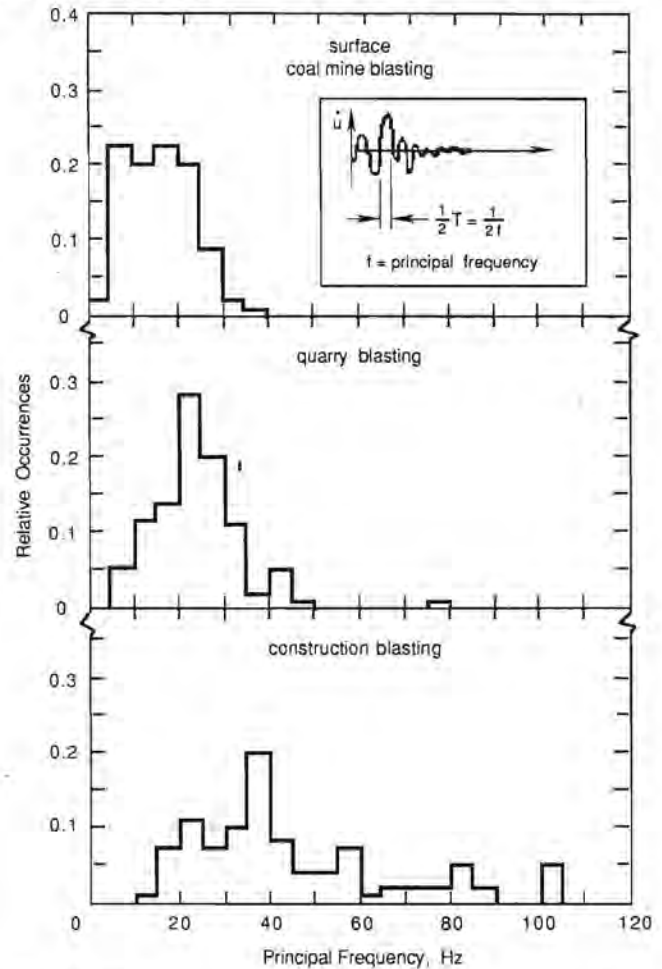 0.4
surface
coal mine blasting
0.3
u̇
0.2
½ T = 1/2f
0.1
f = principal frequency
0
quarry blasting
0.3
Relative Occurrences
0.2
0.1
0
construction blasting
0.3
0.2
0.1
0 20 40 60 80 100 120
Principal Frequency, Hz